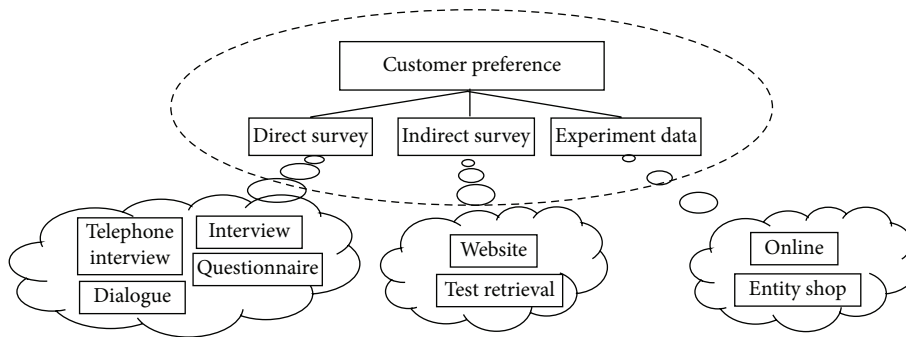 Customer preference
Direct survey
Indirect survey
Experiment data
Telephone
interview
Interview
Questionnaire
Dialogue
Website
Test retrieval
Online
Entity shop